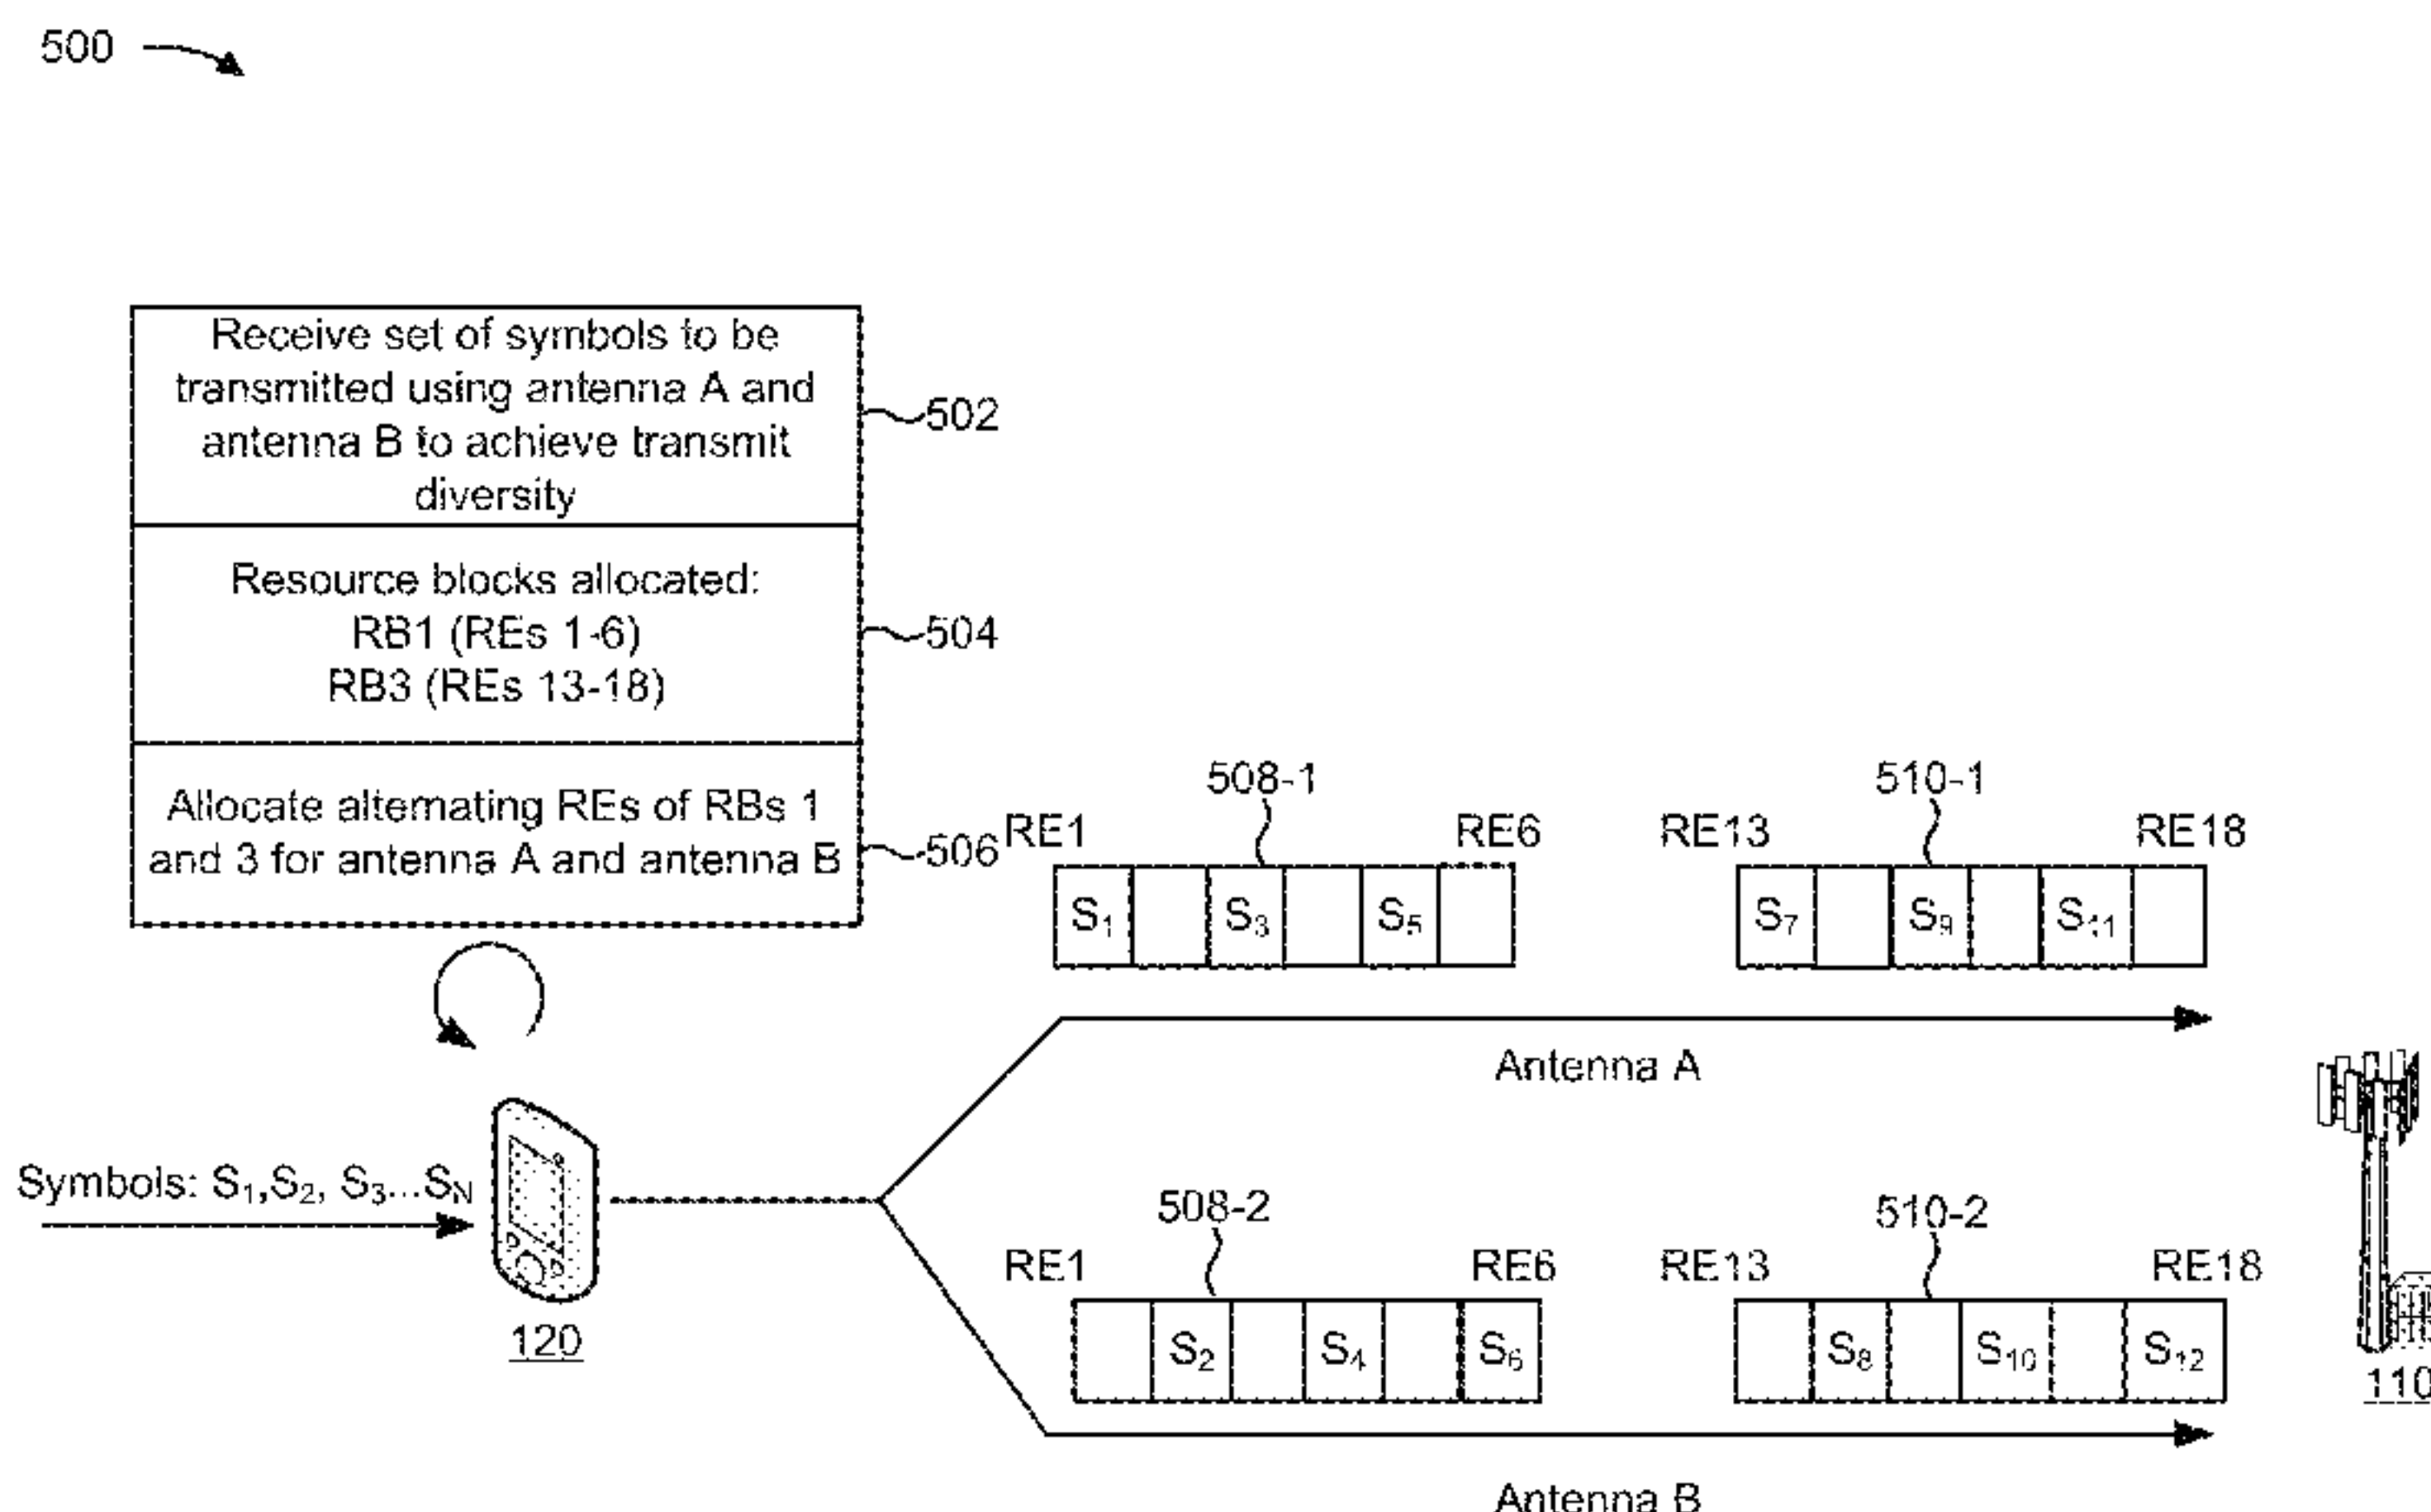 500
Receive set of symbols to be
transmitted using antenna A and
antenna B to achieve transmit
diversity
502
Resource blocks allocated:
RB1 (REs 1-6)
RB3 (REs 13-18)
504
Allocate alternating REs of RBs 1
and 3 for antenna A and antenna B
506
508-1
510-1
RE1 RE6 RE13 RE18
S₁ S₃ S₅ S₇ S₉ S₁₁
Antenna A
Symbols: S₁,S₂, S₃...S_N
120
508-2
510-2
RE1 RE6 RE13 RE18
S₂ S₄ S₆ S₈ S₁₀ S₁₂
110
Antenna B